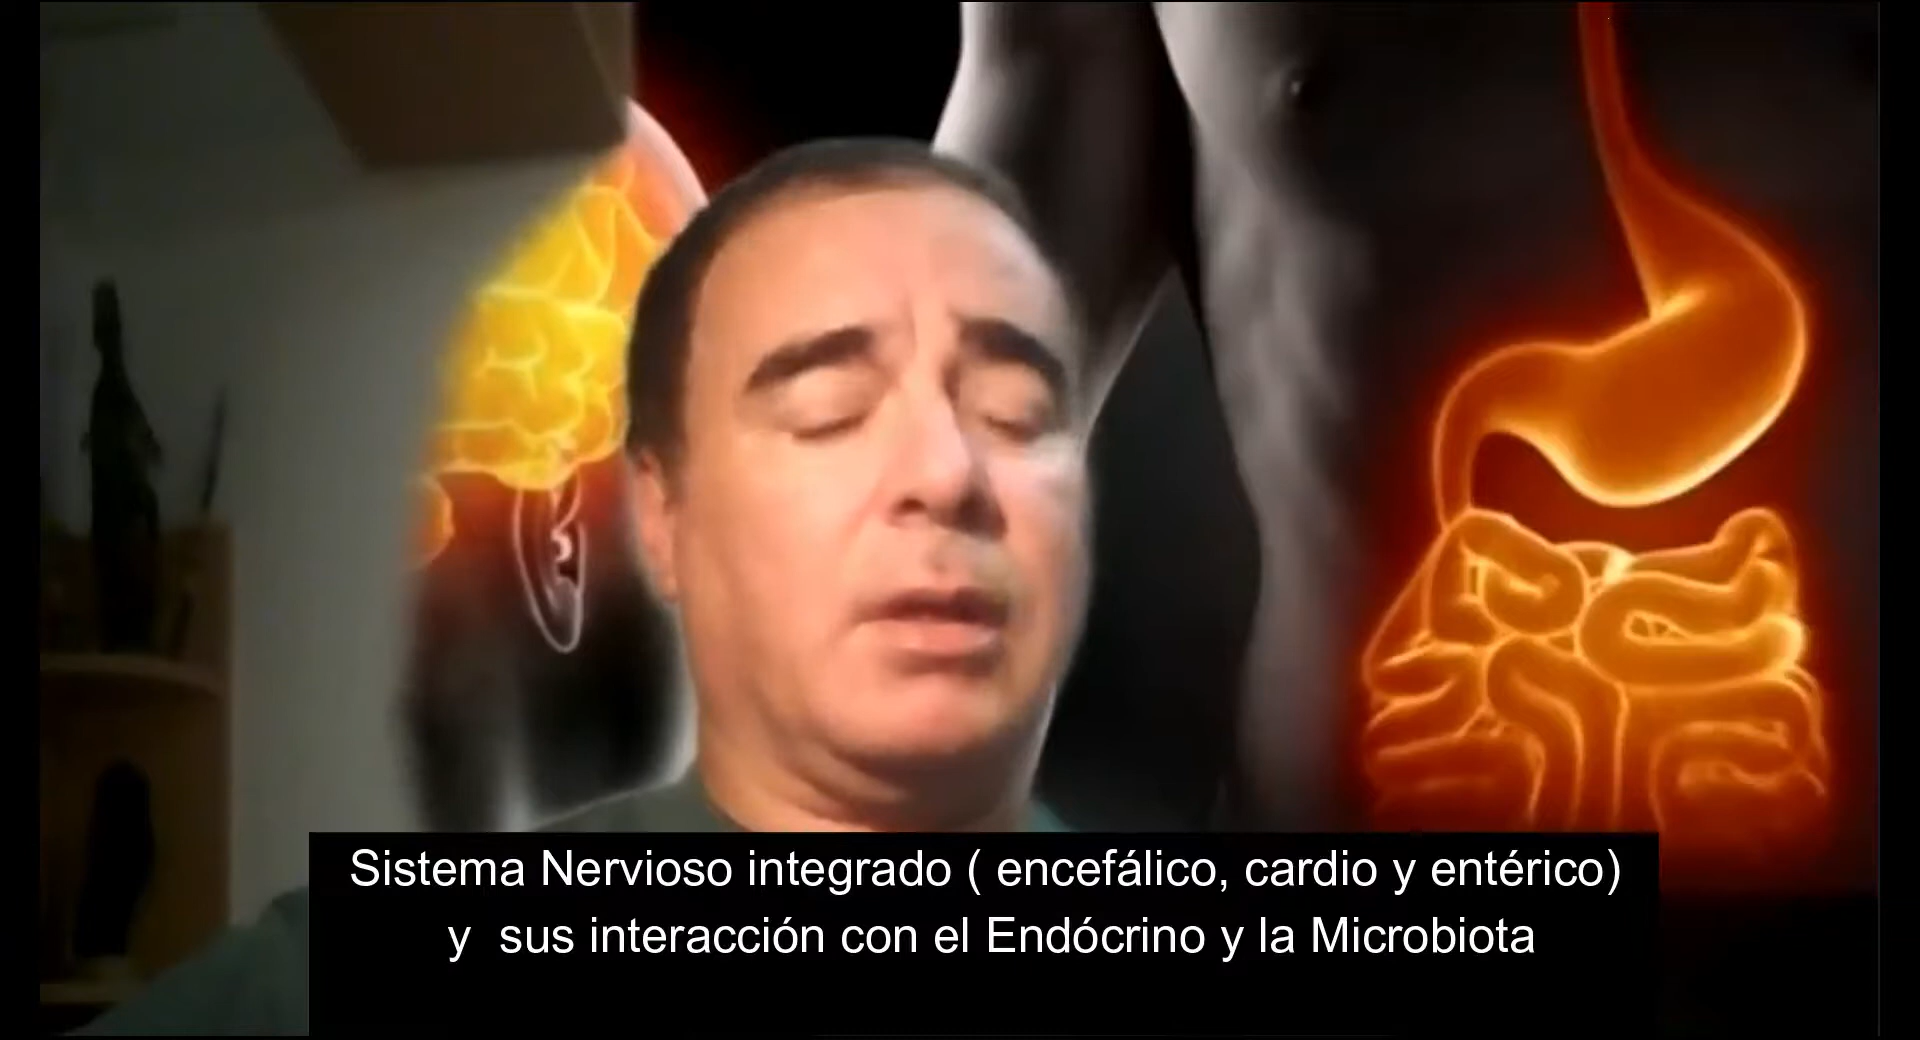 Sistema Nervioso integrado ( encefálico, cardio y entérico)
y  sus interacción con el Endócrino y la Microbiota